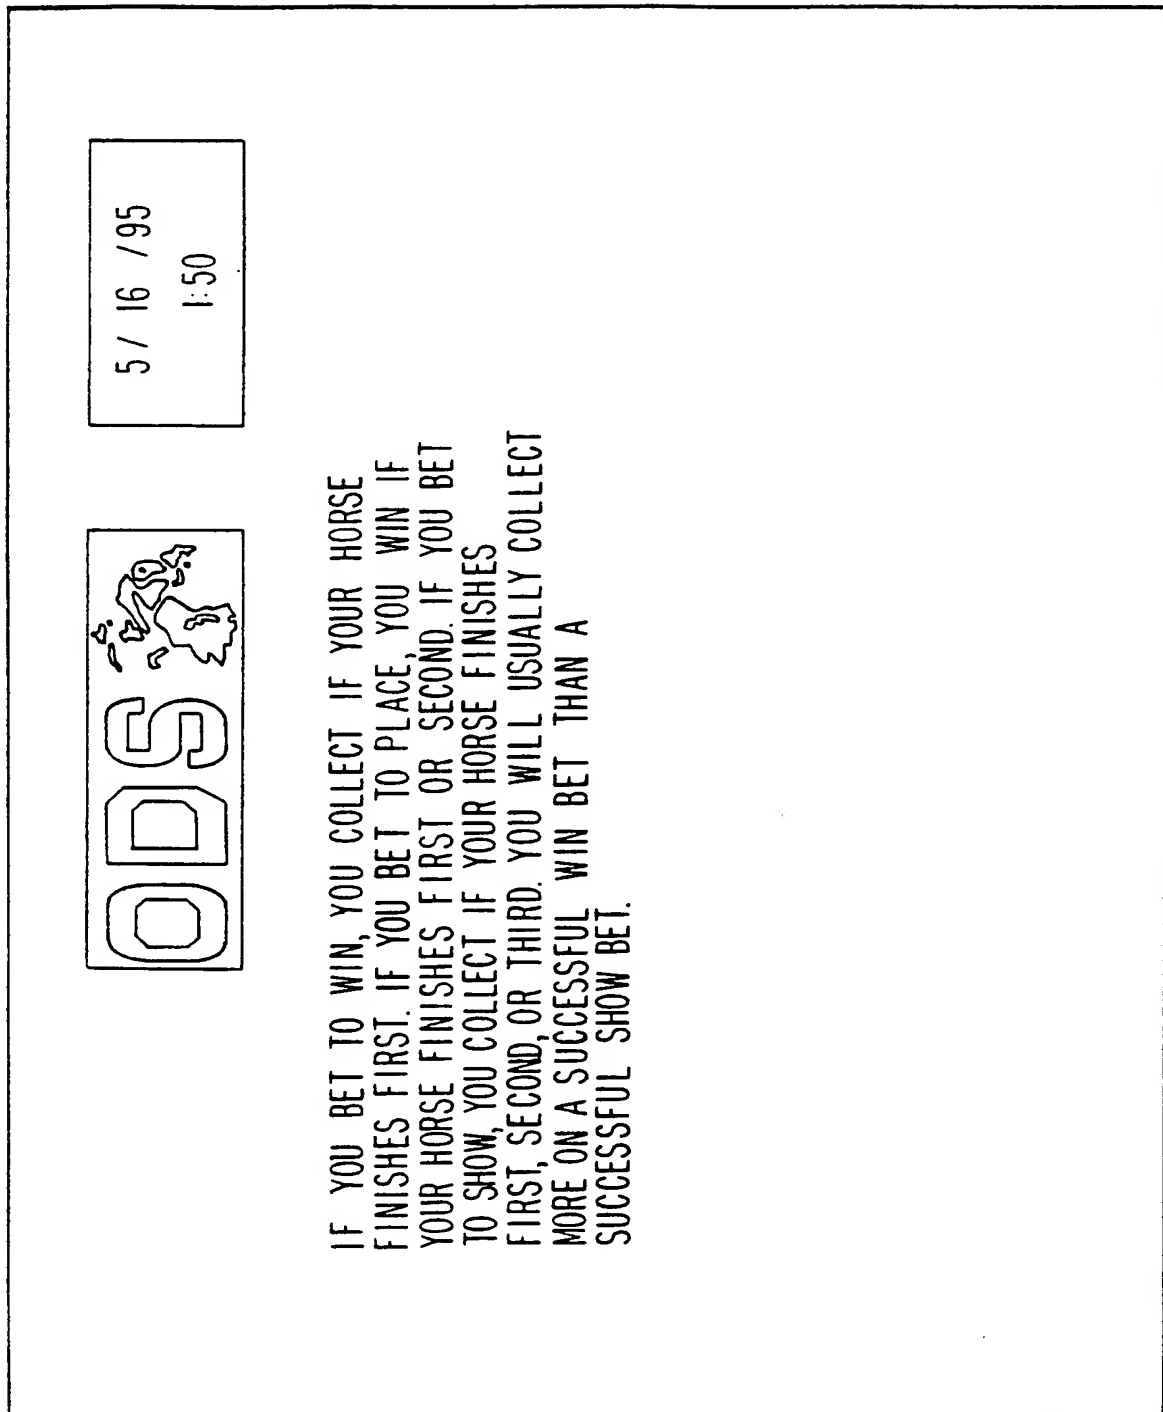 ODS
5/ 16 /95
1:50
IF YOU BET TO WIN, YOU COLLECT IF YOUR HORSE
FINISHES FIRST. IF YOU BET TO PLACE, YOU WIN IF
YOUR HORSE FINISHES FIRST OR SECOND. IF YOU BET
TO SHOW, YOU COLLECT IF YOUR HORSE FINISHES
FIRST, SECOND, OR THIRD. YOU WILL USUALLY COLLECT
MORE ON A SUCCESSFUL WIN BET THAN A
SUCCESSFUL SHOW BET.